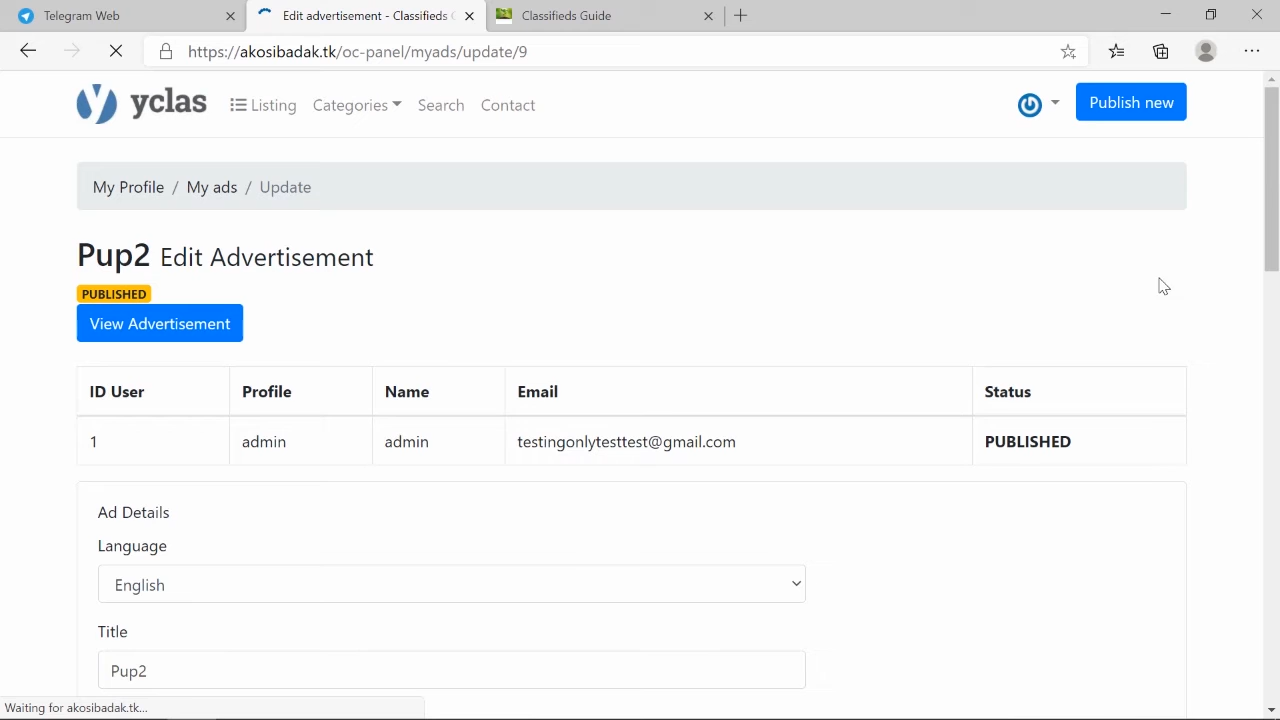 Telegram Web
Edit advertisement - Classifieds
Classifieds Guide
https://akosibadak.tk/oc-panel/myads/update/9
yclas
Listing
Categories
Search
Contact
Publish new
My Profile / My ads / Update
Pup2 Edit Advertisement
PUBLISHED
View Advertisement
ID User Profile Name Email Status
1 admin admin testingonlytesttest@gmail.com PUBLISHED
Ad Details
Language
English
Title
Pup2
Waiting for akosibadak.tk...